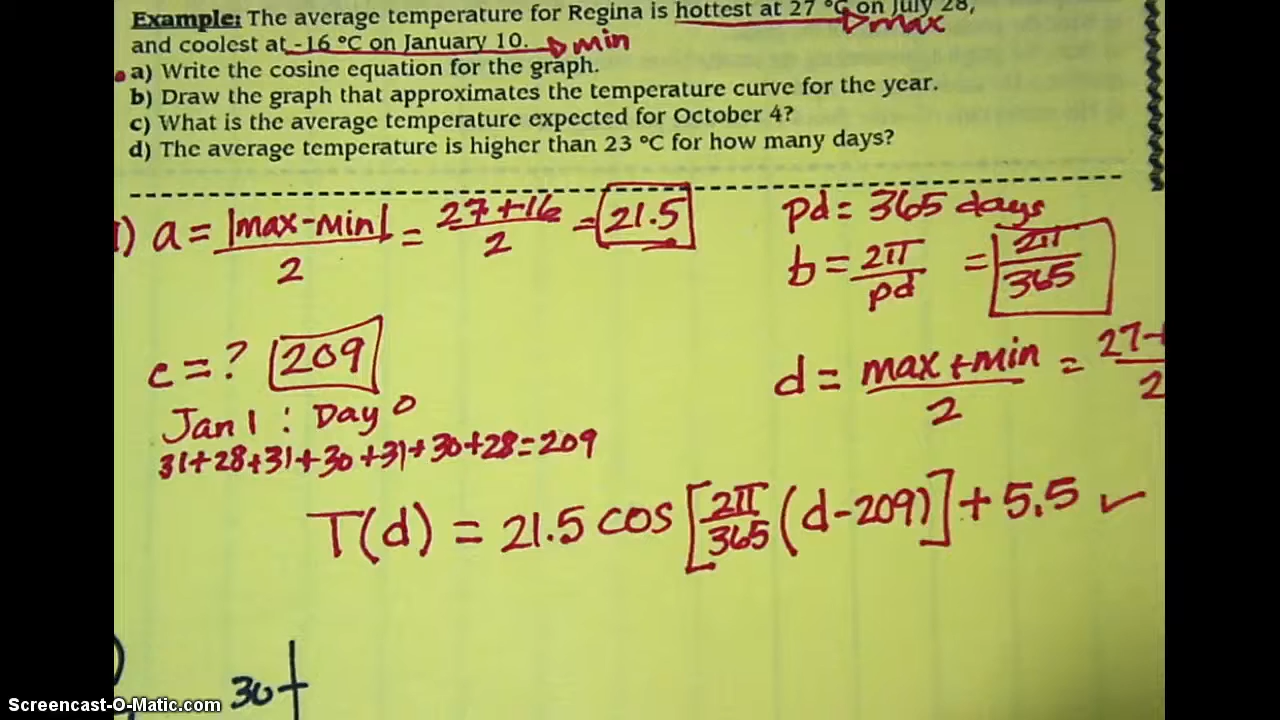 Example: The average temperature for Regina is hottest at 27 °C on July 28, → max
and coolest at -16 °C on January 10. → min
a) Write the cosine equation for the graph.
b) Draw the graph that approximates the temperature curve for the year.
c) What is the average temperature expected for October 4?
d) The average temperature is higher than 23 °C for how many days?
) a = |max-min| / 2 = 27+16 / 2 = 21.5
pd = 365 days
b = 2π / pd = 2π / 365
c = ? 209
d = max+min / 2 = 27- / 2
Jan 1 : Day 0
31+28+31+30+31+30+28=209
T(d) = 21.5 cos [2π/365 (d-209)] + 5.5 ✓
30
Screencast-O-Matic.com